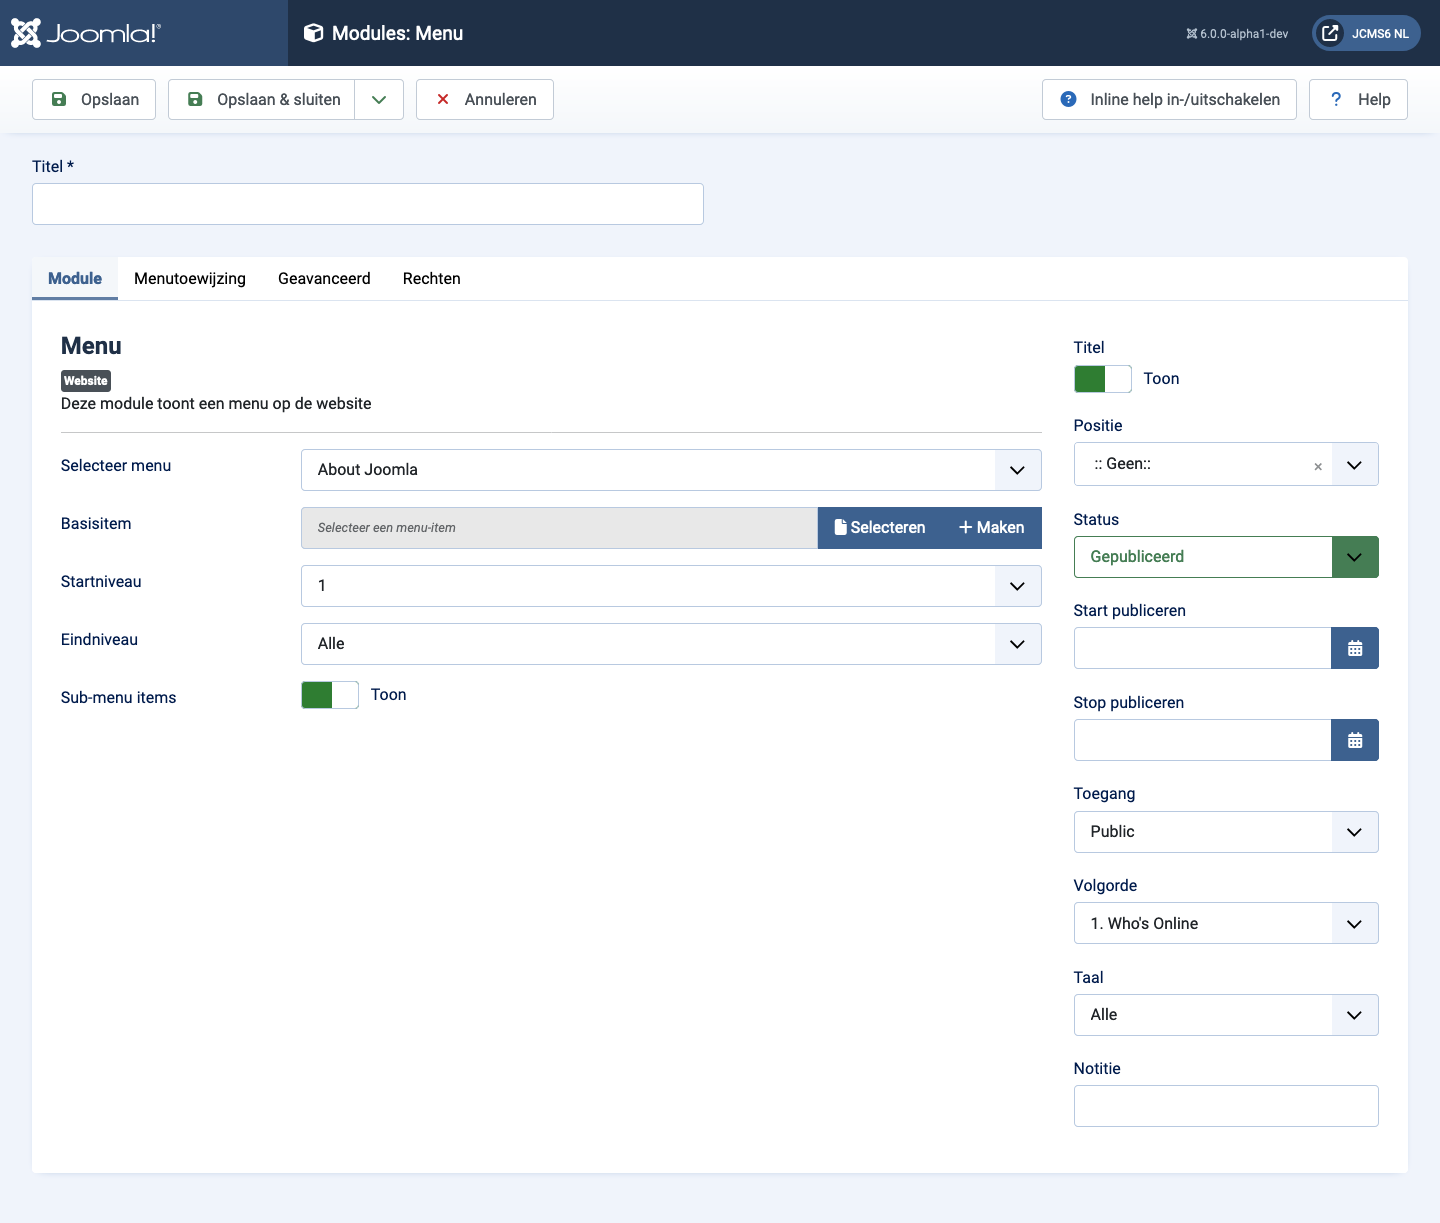 Joomla!®
Modules: Menu
6.0.0-alpha1-dev
JCMS6 NL
Opslaan
Opslaan & sluiten
Annuleren
Inline help in-/uitschakelen
Help
Titel *
Module
Menutoewijzing
Geavanceerd
Rechten
Menu
Website
Deze module toont een menu op de website
Selecteer menu
About Joomla
Basisitem
Selecteer een menu-item
Selecteren
Maken
Startniveau
1
Eindniveau
Alle
Sub-menu items
Toon
Titel
Toon
Positie
:: Geen::
Status
Gepubliceerd
Start publiceren
Stop publiceren
Toegang
Public
Volgorde
1. Who's Online
Taal
Alle
Notitie